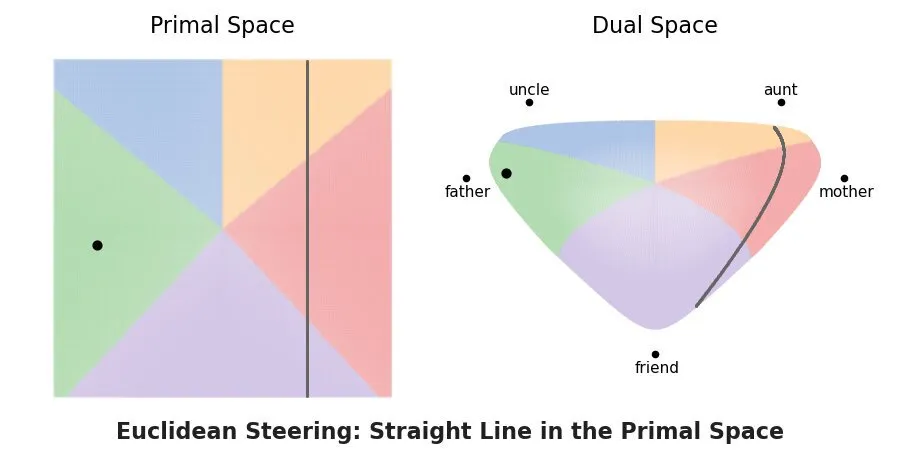 Primal Space
Dual Space
uncle
aunt
father
mother
friend
Euclidean Steering: Straight Line in the Primal Space